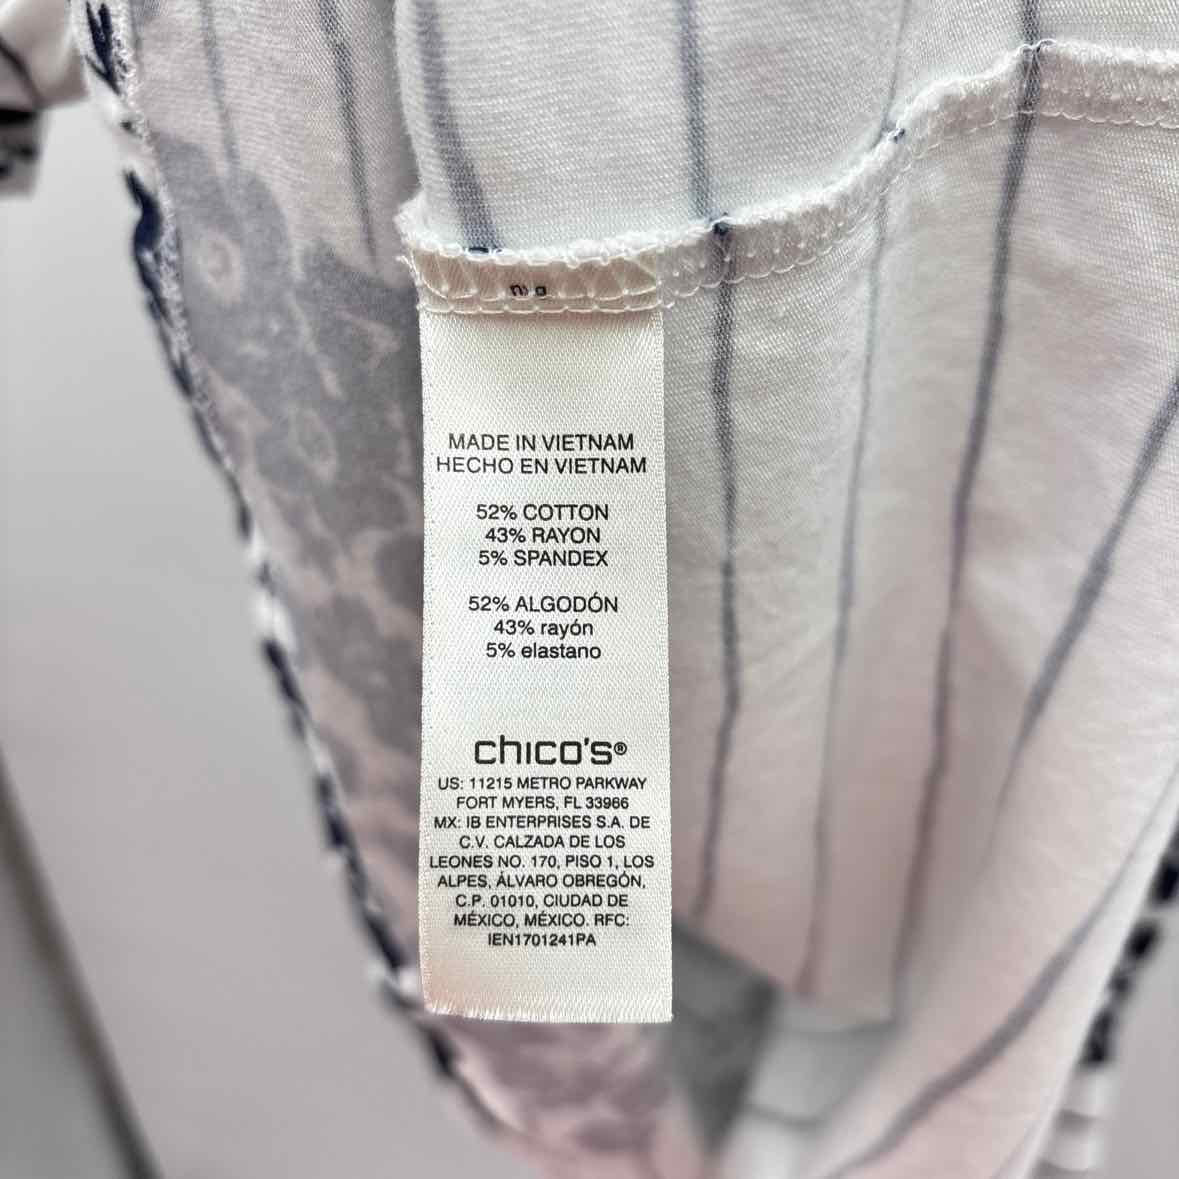 MADE IN VIETNAM
HECHO EN VIETNAM
52% COTTON
43% RAYON
5% SPANDEX
52% ALGODÓN
43% rayón
5% elastano
chico's®
US: 11215 METRO PARKWAY
FORT MYERS, FL 33966
MX: IB ENTERPRISES S.A. DE
C.V. CALZADA DE LOS
LEONES NO. 170, PISO 1, LOS
ALPES, ÁLVARO OBREGÓN,
C.P. 01010, CIUDAD DE
MÉXICO, MÉXICO. RFC:
IEN1701241PA